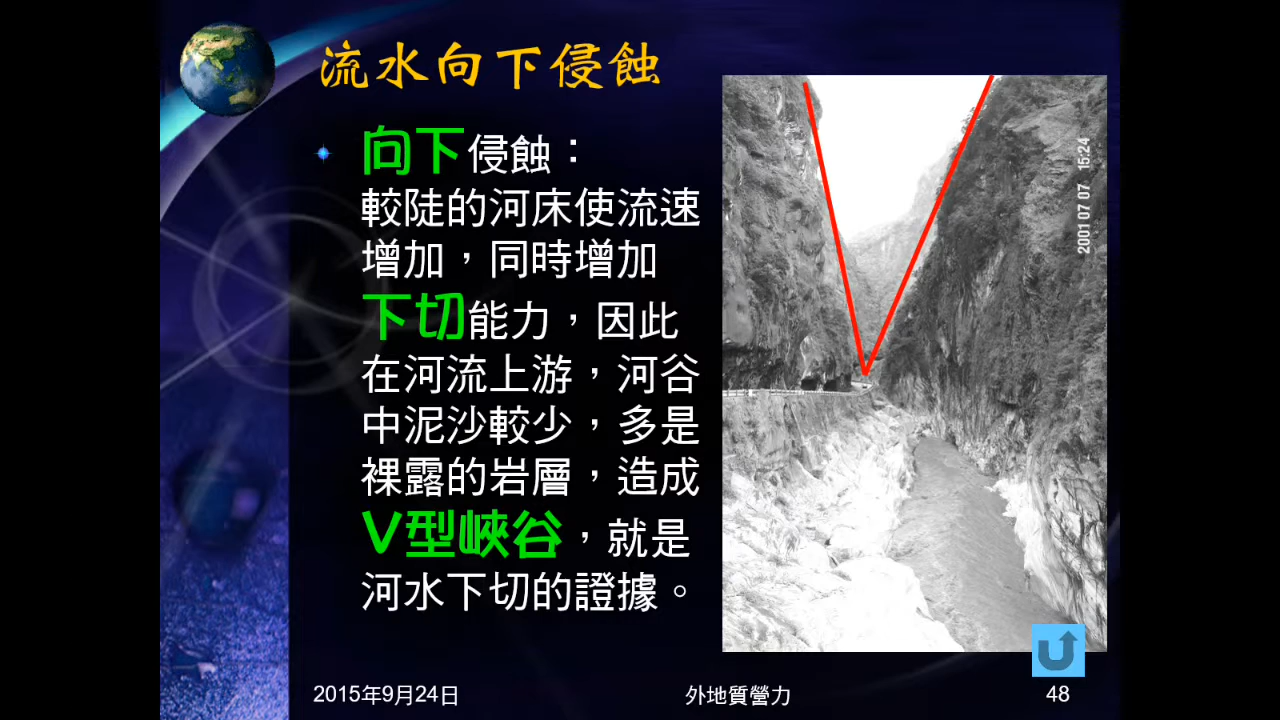 流水向下侵蝕
向下侵蝕：
較陡的河床使流速
增加，同時增加
下切能力，因此
在河流上游，河谷
中泥沙較少，多是
裸露的岩層，造成
V型峽谷，就是
河水下切的證據。
2001 07 07 15:24
2015年9月24日
外地質營力
48